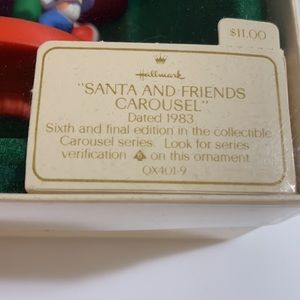 $11.00
Hallmark
"SANTA AND FRIENDS
CAROUSEL"
Dated 1983
Sixth and final edition in the collectible
Carousel series. Look for series
verification on this ornament
QX401-9